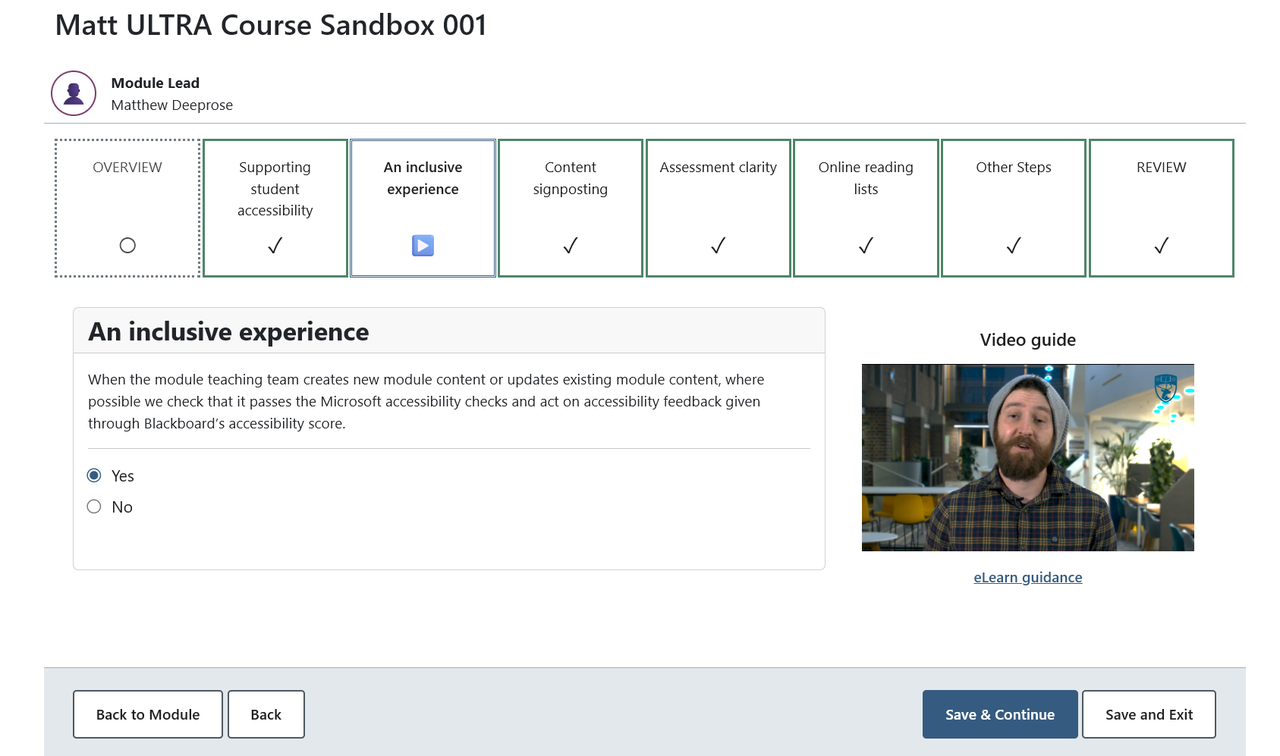 Matt ULTRA Course Sandbox 001
Module Lead
Matthew Deeprose
OVERVIEW
Supporting
student
accessibility
An inclusive
experience
Content
signposting
Assessment clarity
Online reading
lists
Other Steps
REVIEW
An inclusive experience
When the module teaching team creates new module content or updates existing module content, where
possible we check that it passes the Microsoft accessibility checks and act on accessibility feedback given
through Blackboard’s accessibility score.
Yes
No
Video guide
eLearn guidance
Back to Module
Back
Save & Continue
Save and Exit